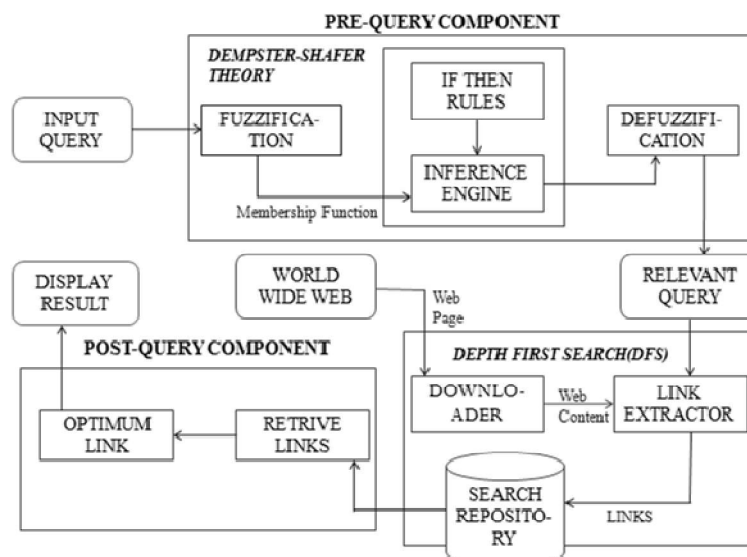 PRE-QUERY COMPONENT
DEMPSTER-SHAFER
THEORY
IF THEN
RULES
INPUT
QUERY
FUZZIFICA-
TION
DEFUZZIFI-
CATION
INFERENCE
ENGINE
Membership Function
DISPLAY
RESULT
WORLD
WIDE WEB
RELEVANT
QUERY
Web
Page
POST-QUERY COMPONENT
DEPTH FIRST SEARCH(DFS)
OPTIMUM
LINK
RETRIVE
LINKS
DOWNLO-
ADER
Web
Content
LINK
EXTRACTOR
SEARCH
REPOSITO-
RY
LINKS